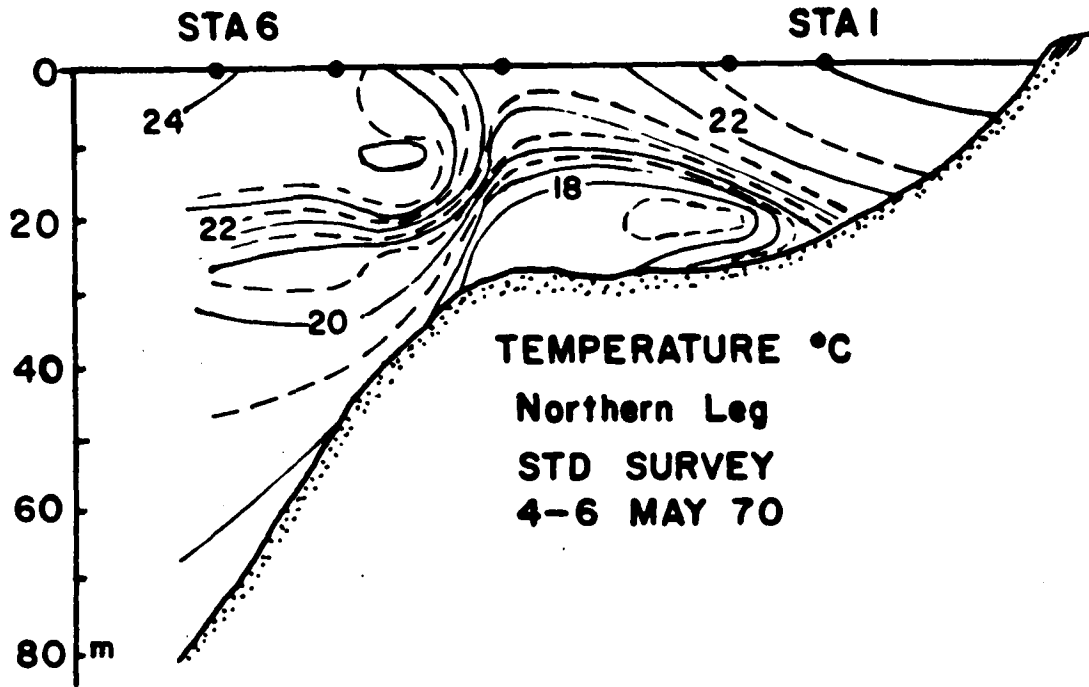 STA 6 STA 1
0
24
22
18
20
22
20
TEMPERATURE °C
40
Northern Leg
STD SURVEY
60
4-6 MAY 70
80 m